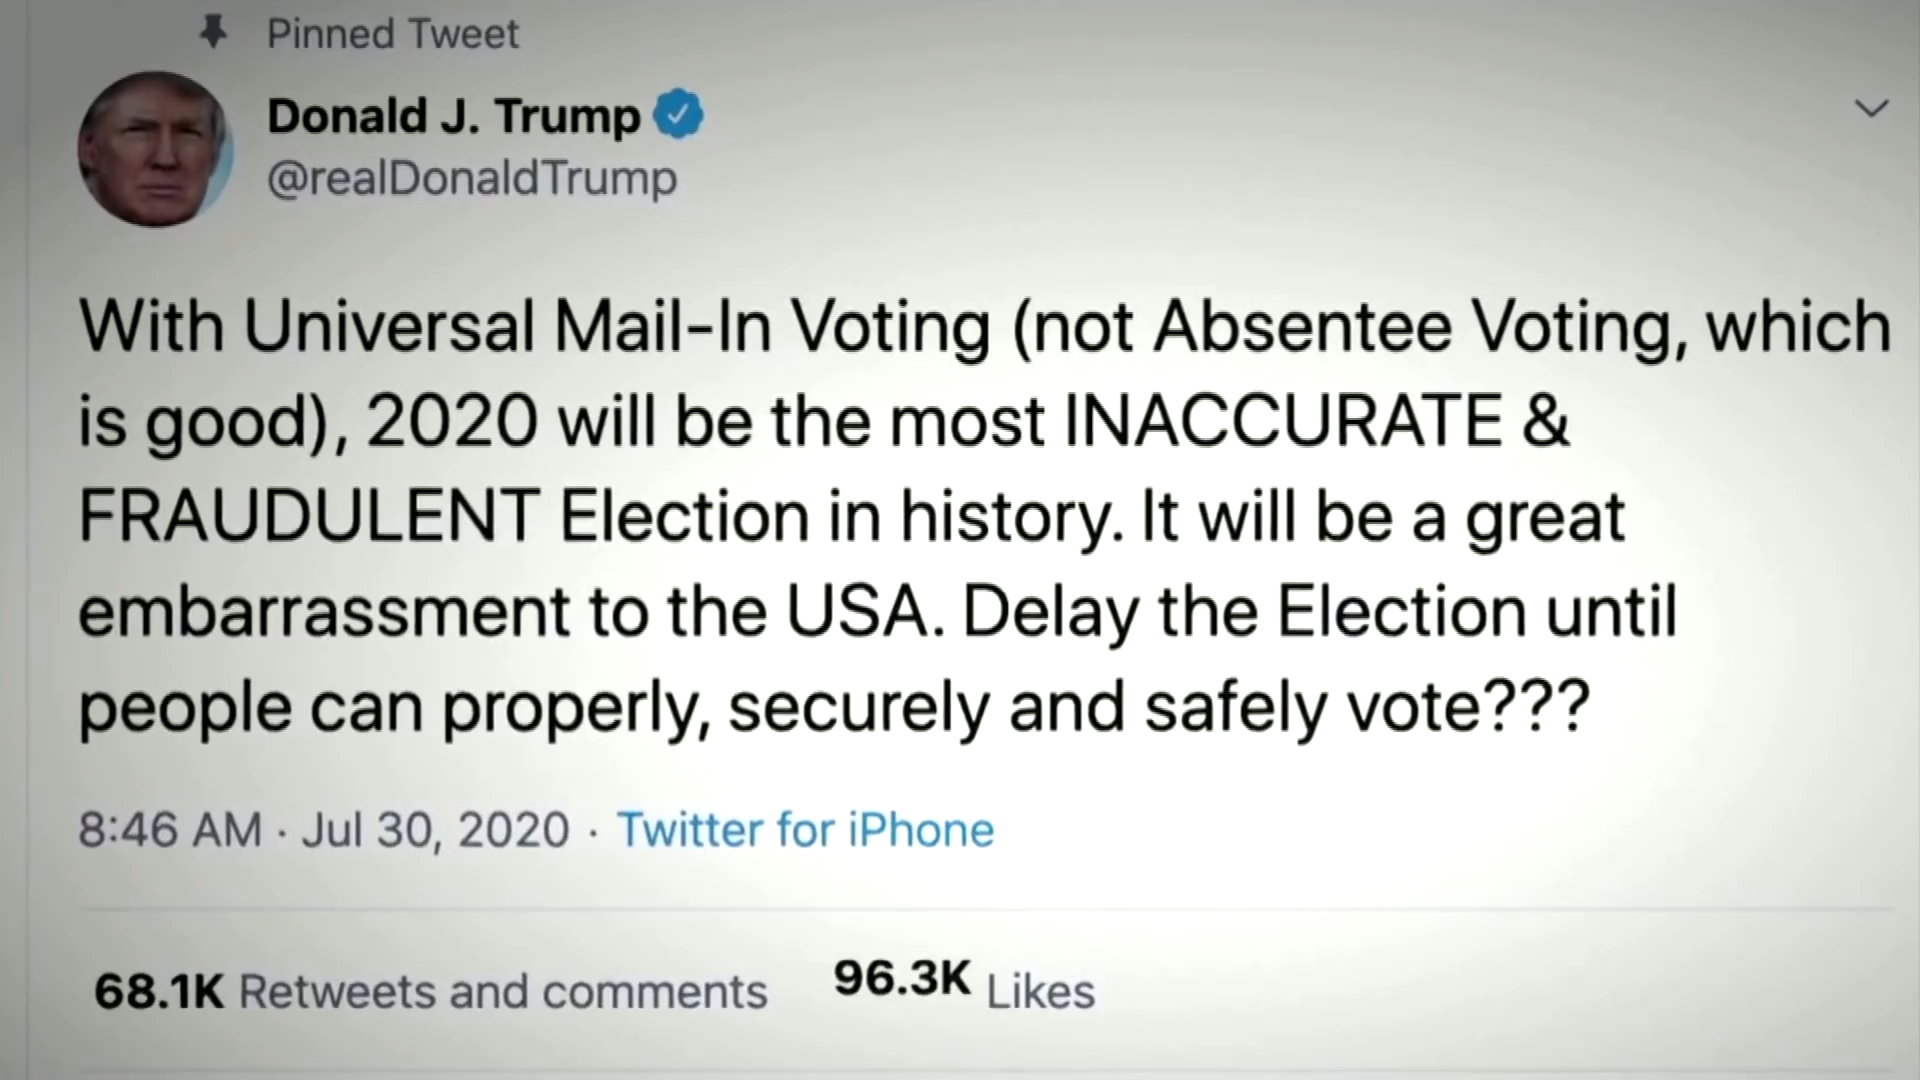 Pinned Tweet
Donald J. Trump
@realDonaldTrump
With Universal Mail-In Voting (not Absentee Voting, which
is good), 2020 will be the most INACCURATE &
FRAUDULENT Election in history. It will be a great
embarrassment to the USA. Delay the Election until
people can properly, securely and safely vote???
8:46 AM · Jul 30, 2020 · Twitter for iPhone
68.1K Retweets and comments 96.3K Likes